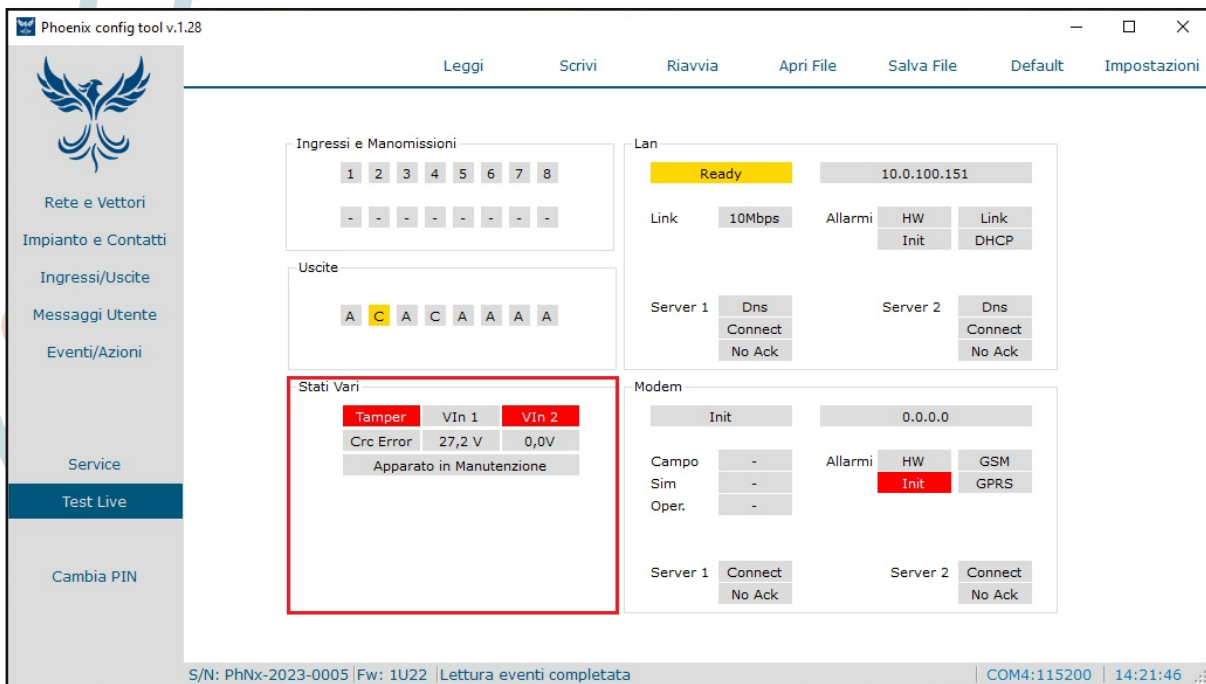 Phoenix config tool v.1.28
Leggi Scrivi Riavvia Apri File Salva File Default Impostazioni
Rete e Vettori
Impianto e Contatti
Ingressi/Uscite
Messaggi Utente
Eventi/Azioni
Service
Test Live
Cambia PIN
Ingressi e Manomissioni
1 2 3 4 5 6 7 8
- - - - - - - -
Uscite
A C A C A A A A
Stati Vari
Tamper VIn 1 VIn 2
Crc Error 27,2 V 0,0V
Apparato in Manutenzione
Lan
Ready 10.0.100.151
Link 10Mbps Allarmi HW Link
Init DHCP
Server 1 Dns Server 2 Dns
Connect Connect
No Ack No Ack
Modem
Init 0.0.0.0
Campo - Allarmi HW GSM
Sim - Init GPRS
Oper. -
Server 1 Connect Server 2 Connect
No Ack No Ack
S/N: PhNx-2023-0005 Fw: 1U22 Lettura eventi completata COM4:115200 14:21:46